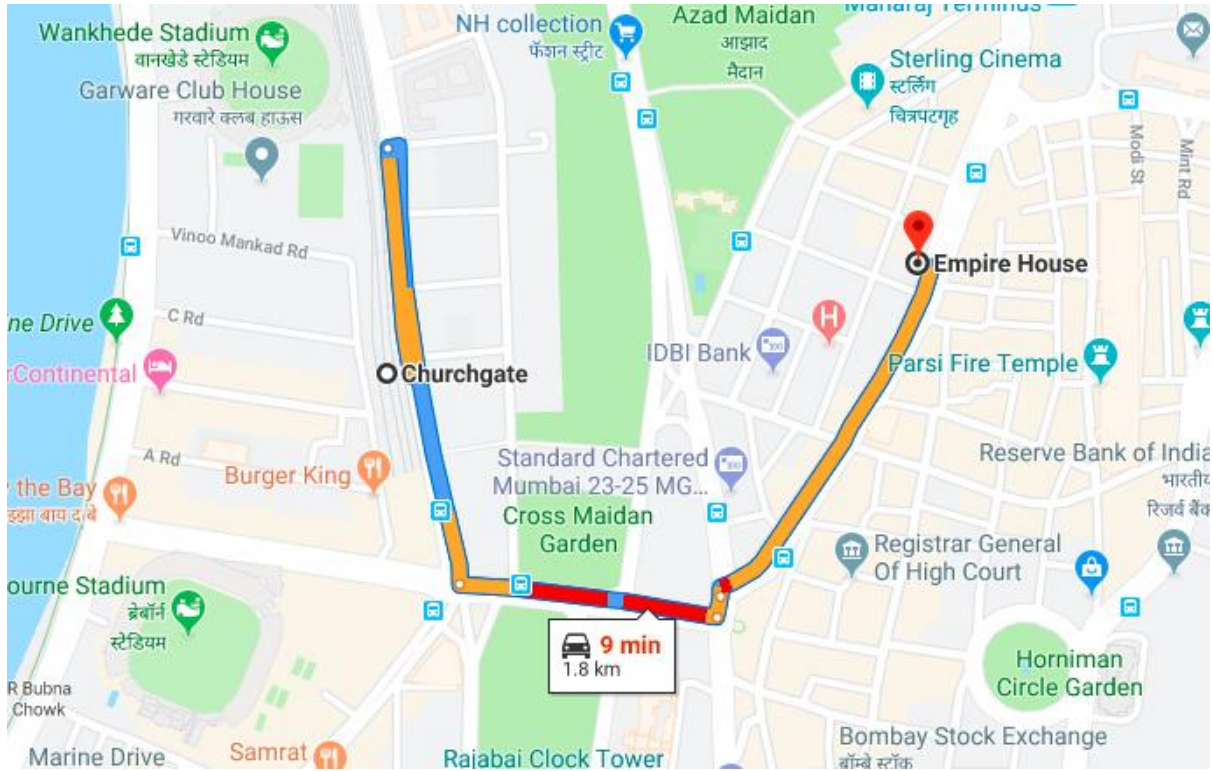 Wankhede Stadium
वानखेडे स्टेडियम
Garware Club House
गरवारे क्लब हाऊस
NH collection
फॅशन स्ट्रीट
Azad Maidan
आझाद
मैदान
Maharaj Terminus
Sterling Cinema
स्टर्लिंग
चित्रपटगृह
Modi St
Mint Rd
Vinoo Mankad Rd
ne Drive
C Rd
rContinental
Churchgate
IDBI Bank
H
Empire House
Parsi Fire Temple
A Rd
Burger King
the Bay
Standard Chartered
Mumbai 23-25 MG...
Cross Maidan
Garden
Reserve Bank of India
भारतीय
रिजर्व बैंक
Registrar General
Of High Court
ourne Stadium
ब्रेबॉर्न
स्टेडियम
9 min
1.8 km
Horniman
Circle Garden
R Bubna
Chowk
Marine Drive
Samrat
Rajabai Clock Tower
Bombay Stock Exchange
बॉम्बे स्टॉक